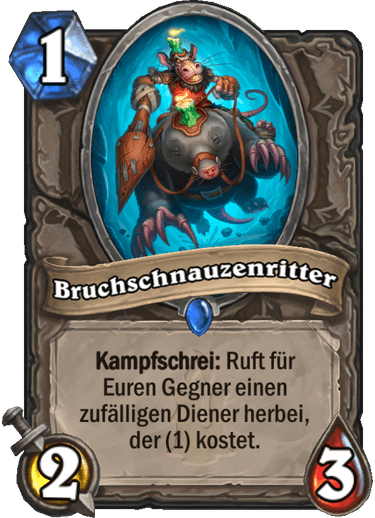 1
Bruchschnauzenritter
Kampfschrei: Ruft für
Euren Gegner einen
zufälligen Diener herbei,
der (1) kostet.
2
3